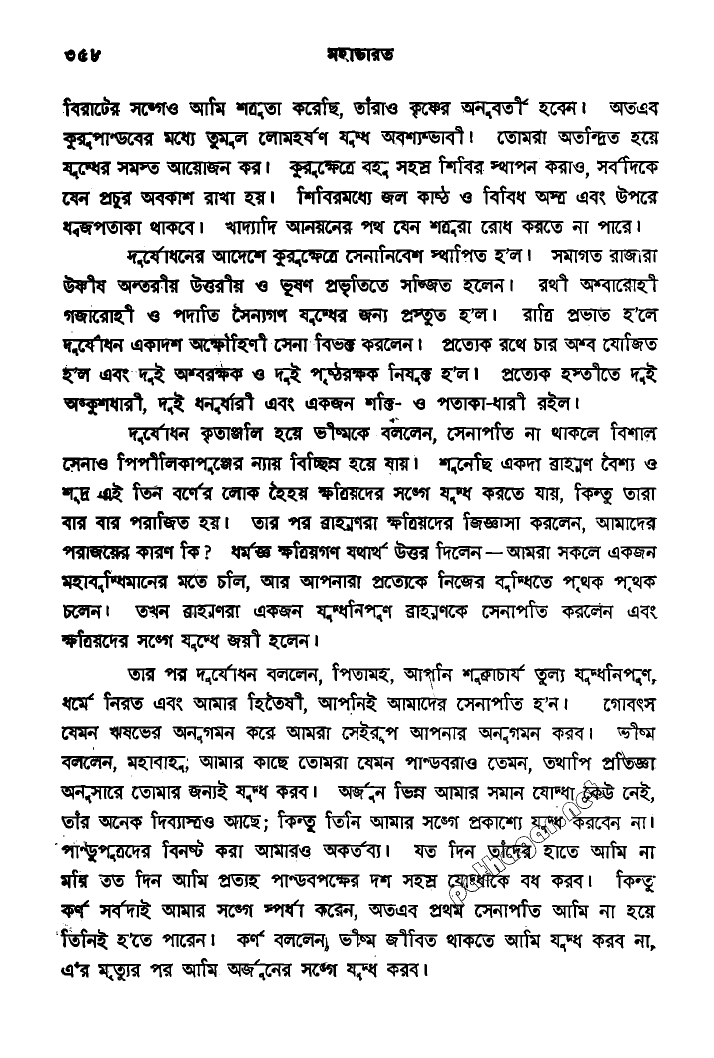 ৩৫৮ মহাভারত
বিরাটের সঙ্গেও আমি শত্রুতা করেছি, তাঁরাও কৃষ্ণের অনুবর্তী হবেন। অতএব
কুরুপাণ্ডবের মধ্যে তুমুল লোমহর্ষণ যুদ্ধ অবশ্যম্ভাবী। তোমরা অতন্দ্রিত হয়ে
যুদ্ধের সমস্ত আয়োজন কর। কুরুক্ষেত্রে বহু সহস্র শিবির স্থাপন করাও, সর্বদিকে
যেন প্রচুর অবকাশ রাখা হয়। শিবিরমধ্যে জল কাষ্ঠ ও বিবিধ অস্ত্র এবং উপরে
ধ্বজপতাকা থাকবে। খাদ্যাদি আনয়নের পথ যেন শত্রুরা রোধ করতে না পারে।
দুর্যোধনের আদেশে কুরুক্ষেত্রে সেনানিবেশ স্থাপিত হ'ল। সমাগত রাজারা
উষ্ণীষ অন্তরীয় উত্তরীয় ও ভূষণ প্রভৃতিতে সজ্জিত হলেন। রথী অশ্বারোহী
গজারোহী ও পদাতি সৈন্যগণ যুদ্ধের জন্য প্রস্তুত হ'ল। রাত্রি প্রভাত হ'লে
দুর্যোধন একাদশ অক্ষৌহিণী সেনা বিভক্ত করলেন। প্রত্যেক রথে চার অশ্ব যোজিত
হ'ল এবং দুই অশ্বরক্ষক ও দুই পৃষ্ঠরক্ষক নিযুক্ত হ'ল। প্রত্যেক হস্তীতে দুই
অঙ্কুশধারী, দুই ধনুর্ধারী এবং একজন শক্তি- ও পতাকা-ধারী রইল।
দুর্যোধন কৃতাঞ্জলি হয়ে ভীষ্মকে বললেন, সেনাপতি না থাকলে বিশাল
সেনাও পিপীলিকাপুঞ্জের ন্যায় বিচ্ছিন্ন হয়ে যায়। শুনেছি একদা ব্রাহ্মণ বৈশ্য ও
শূদ্র এই তিন বর্ণের লোক হৈহয় ক্ষত্রিয়দের সঙ্গে যুদ্ধ করতে যায়, কিন্তু তারা
বার বার পরাজিত হয়। তার পর ব্রাহ্মণরা ক্ষত্রিয়দের জিজ্ঞাসা করলেন, আমাদের
পরাজয়ের কারণ কি? ধর্মজ্ঞ ক্ষত্রিয়গণ যথার্থ উত্তর দিলেন—আমরা সকলে একজন
মহাবুদ্ধিমানের মতে চলি, আর আপনারা প্রত্যেকে নিজের বুদ্ধিতে পৃথক পৃথক
চলেন। তখন ব্রাহ্মণরা একজন যুদ্ধনিপুণ ব্রাহ্মণকে সেনাপতি করলেন এবং
ক্ষত্রিয়দের সঙ্গে যুদ্ধে জয়ী হলেন।
তার পর দুর্যোধন বললেন, পিতামহ, আপনি শুক্রাচার্য তুল্য যুদ্ধনিপুণ,
ধর্মে নিরত এবং আমার হিতৈষী, আপনিই আমাদের সেনাপতি হ'ন। গোবৎস
যেমন ঋষভের অনুগমন করে আমরা সেইরূপ আপনার অনুগমন করব। ভীষ্ম
বললেন, মহাবাহু, আমার কাছে তোমরা যেমন পাণ্ডবরাও তেমন, তথাপি প্রতিজ্ঞা
অনুসারে তোমার জন্যই যুদ্ধ করব। অর্জুন ভিন্ন আমার সমান যোদ্ধা কেউ নেই,
তাঁর অনেক দিব্যাস্ত্রও আছে; কিন্তু তিনি আমার সঙ্গে প্রকাশ্যে যুদ্ধ করবেন না।
পাণ্ডুপুত্রদের বিনষ্ট করা আমারও অকর্তব্য। যত দিন তাঁদের হাতে আমি না
মরি তত দিন আমি প্রত্যহ পাণ্ডবপক্ষের দশ সহস্র যোদ্ধাকে বধ করব। কিন্তু
কর্ণ সর্বদাই আমার সঙ্গে স্পর্ধা করেন, অতএব প্রথম সেনাপতি আমি না হয়ে
তিনিই হ'তে পারেন। কর্ণ বললেন, ভীষ্ম জীবিত থাকতে আমি যুদ্ধ করব না,
এ'র মৃত্যুর পর আমি অর্জুনের সঙ্গে যুদ্ধ করব।
pathagar.net